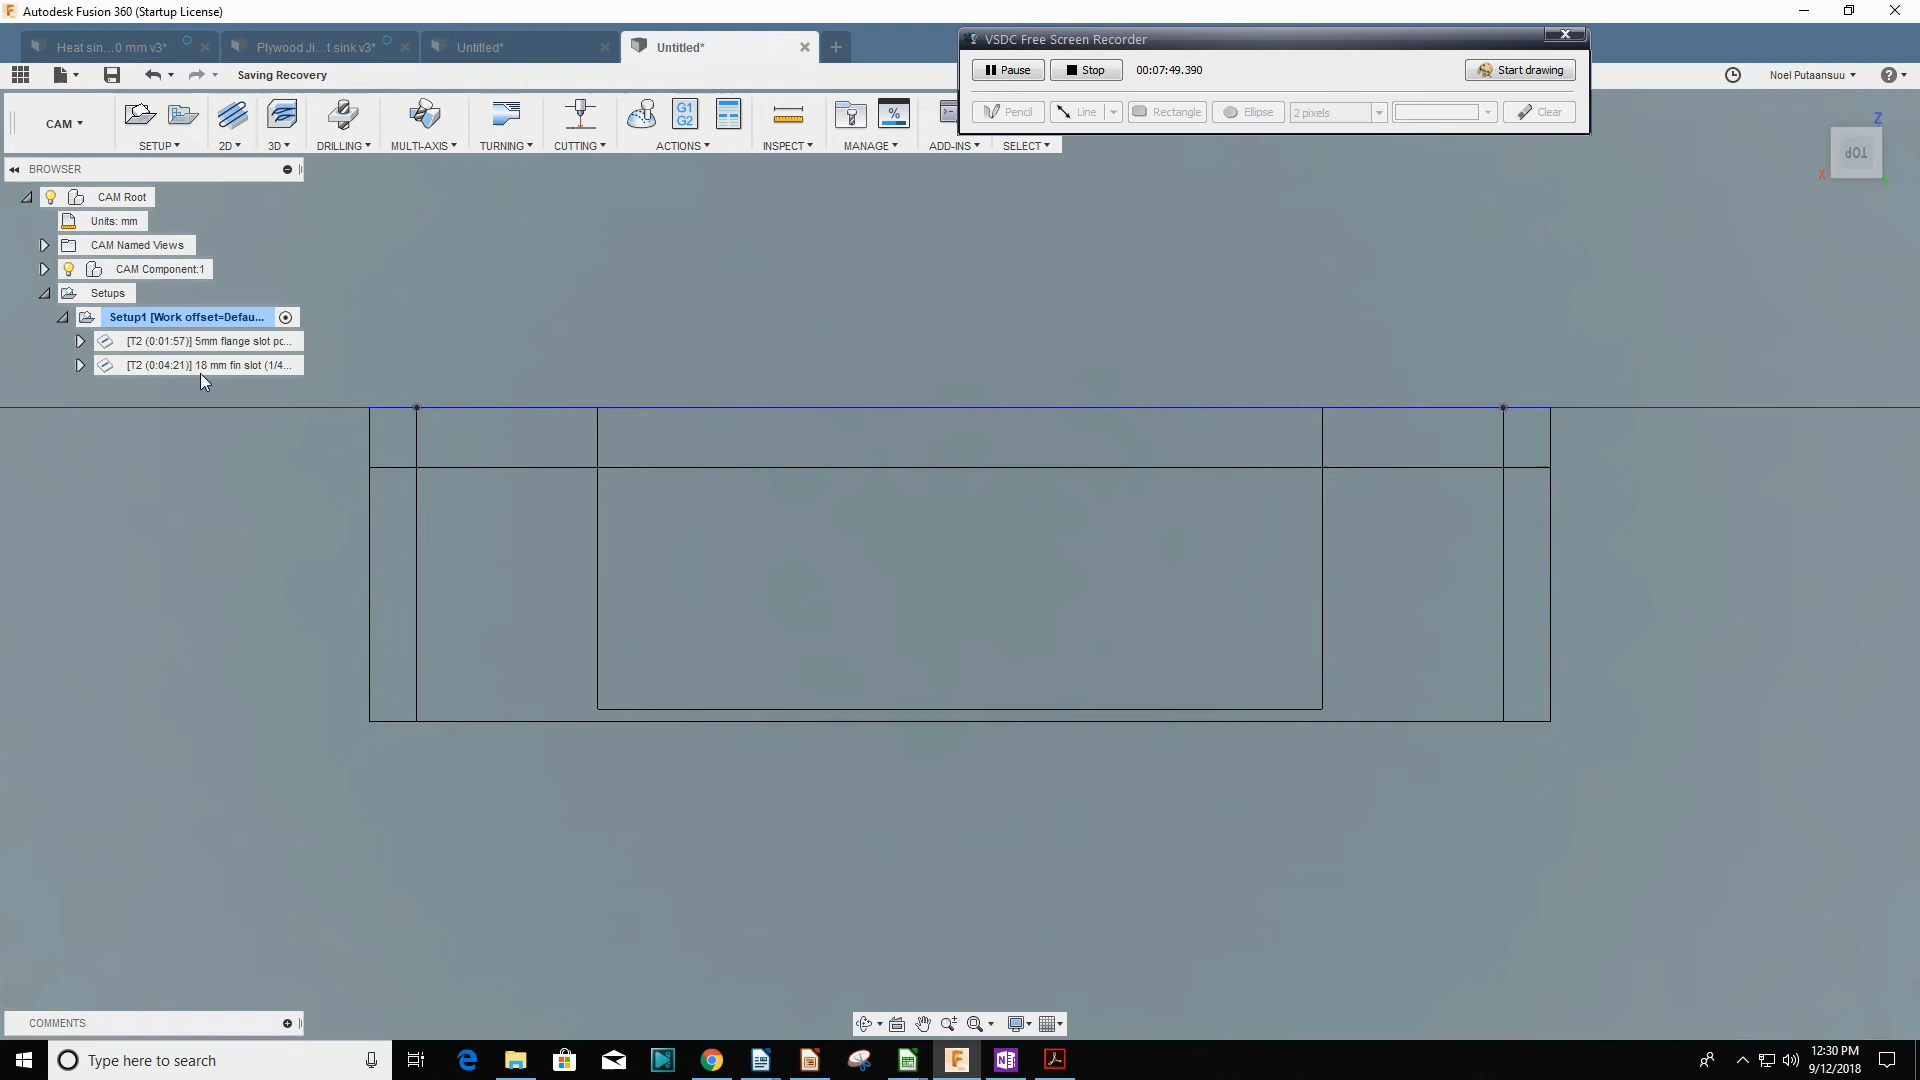 Autodesk Fusion 360 (Startup License)
VSDC Free Screen Recorder
Heat sin...0 mm v3*
Plywood Ji...t sink v3*
Untitled*
Untitled*
Pause
Stop
00:07:49.390
Start drawing
Saving Recovery
Noel Putaansuu
Pencil
Line
Rectangle
Ellipse
2 pixels
Clear
CAM
G1
G2
%
SETUP
2D
3D
DRILLING
MULTI-AXIS
TURNING
CUTTING
ACTIONS
INSPECT
MANAGE
ADD-INS
SELECT
Z
TOP
X
Y
BROWSER
CAM Root
Units: mm
CAM Named Views
CAM Component:1
Setups
Setup1 [Work offset=Defau...
[T2 (0:01:57)] 5mm flange slot pc...
[T2 (0:04:21)] 18 mm fin slot (1/4...
COMMENTS
Type here to search
12:30 PM
9/12/2018